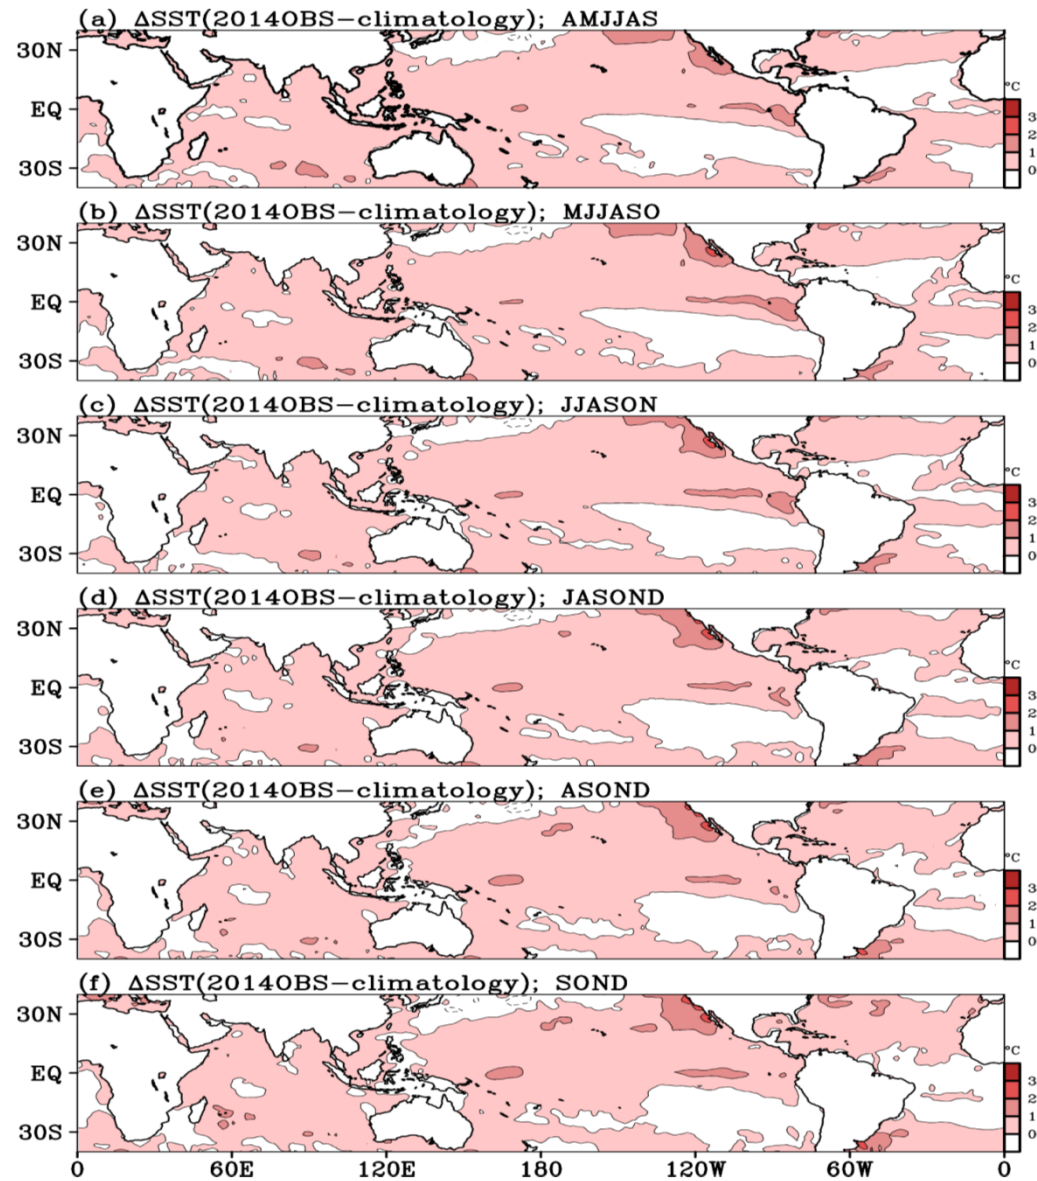 (a) ΔSST(2014OBS−climatology); AMJJAS
30N
EQ
30S
°C
3
2
1
0
(b) ΔSST(2014OBS−climatology); MJJASO
30N
EQ
30S
°C
3
2
1
0
(c) ΔSST(2014OBS−climatology); JJASON
30N
EQ
30S
°C
3
2
1
0
(d) ΔSST(2014OBS−climatology); JASOND
30N
EQ
30S
°C
3
2
1
0
(e) ΔSST(2014OBS−climatology); ASOND
30N
EQ
30S
°C
3
2
1
0
(f) ΔSST(2014OBS−climatology); SOND
30N
EQ
30S
°C
3
2
1
0
0 60E 120E 180 120W 60W 0